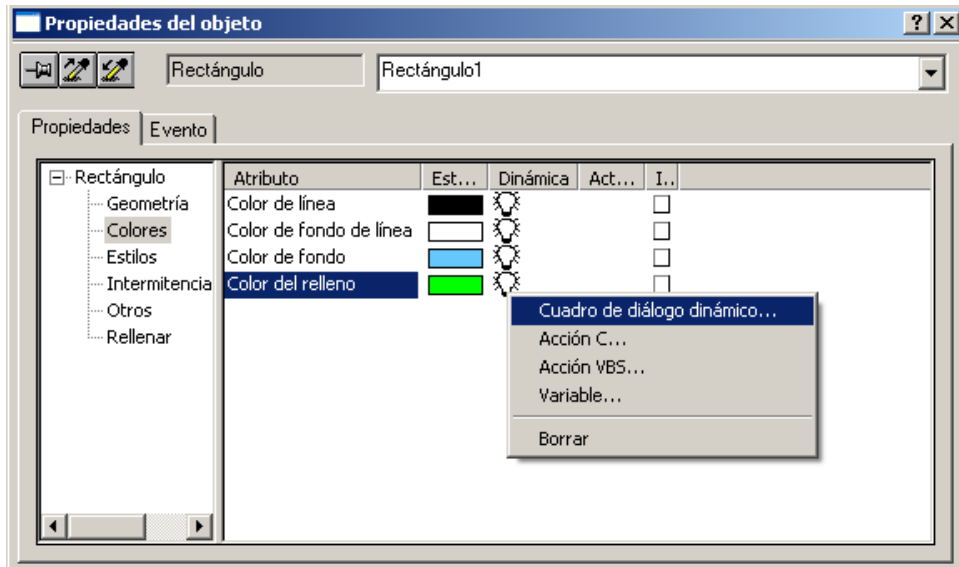 Propiedades del objeto
Rectángulo Rectángulo1
Propiedades Evento
Rectángulo
Geometría
Colores
Estilos
Intermitencia
Otros
Rellenar
Atributo Est... Dinámica Act... I..
Color de línea
Color de fondo de línea
Color de fondo
Color del relleno
Cuadro de diálogo dinámico...
Acción C...
Acción VBS...
Variable...
Borrar